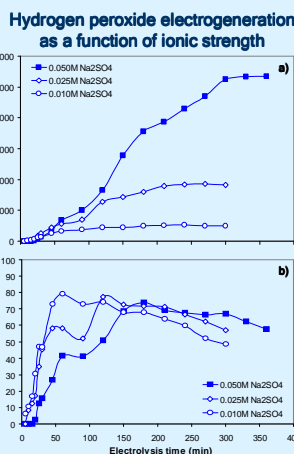 Hydrogen peroxide electrogeneration
as a function of ionic strength
a)
0.050M Na2SO4
0.025M Na2SO4
0.010M Na2SO4
0
b)
100
90
80
70
60
50
40
30
20
10
0
0.050M Na2SO4
0.025M Na2SO4
0.010M Na2SO4
0 50 100 150 200 250 300 350
Electrolysis time (min)